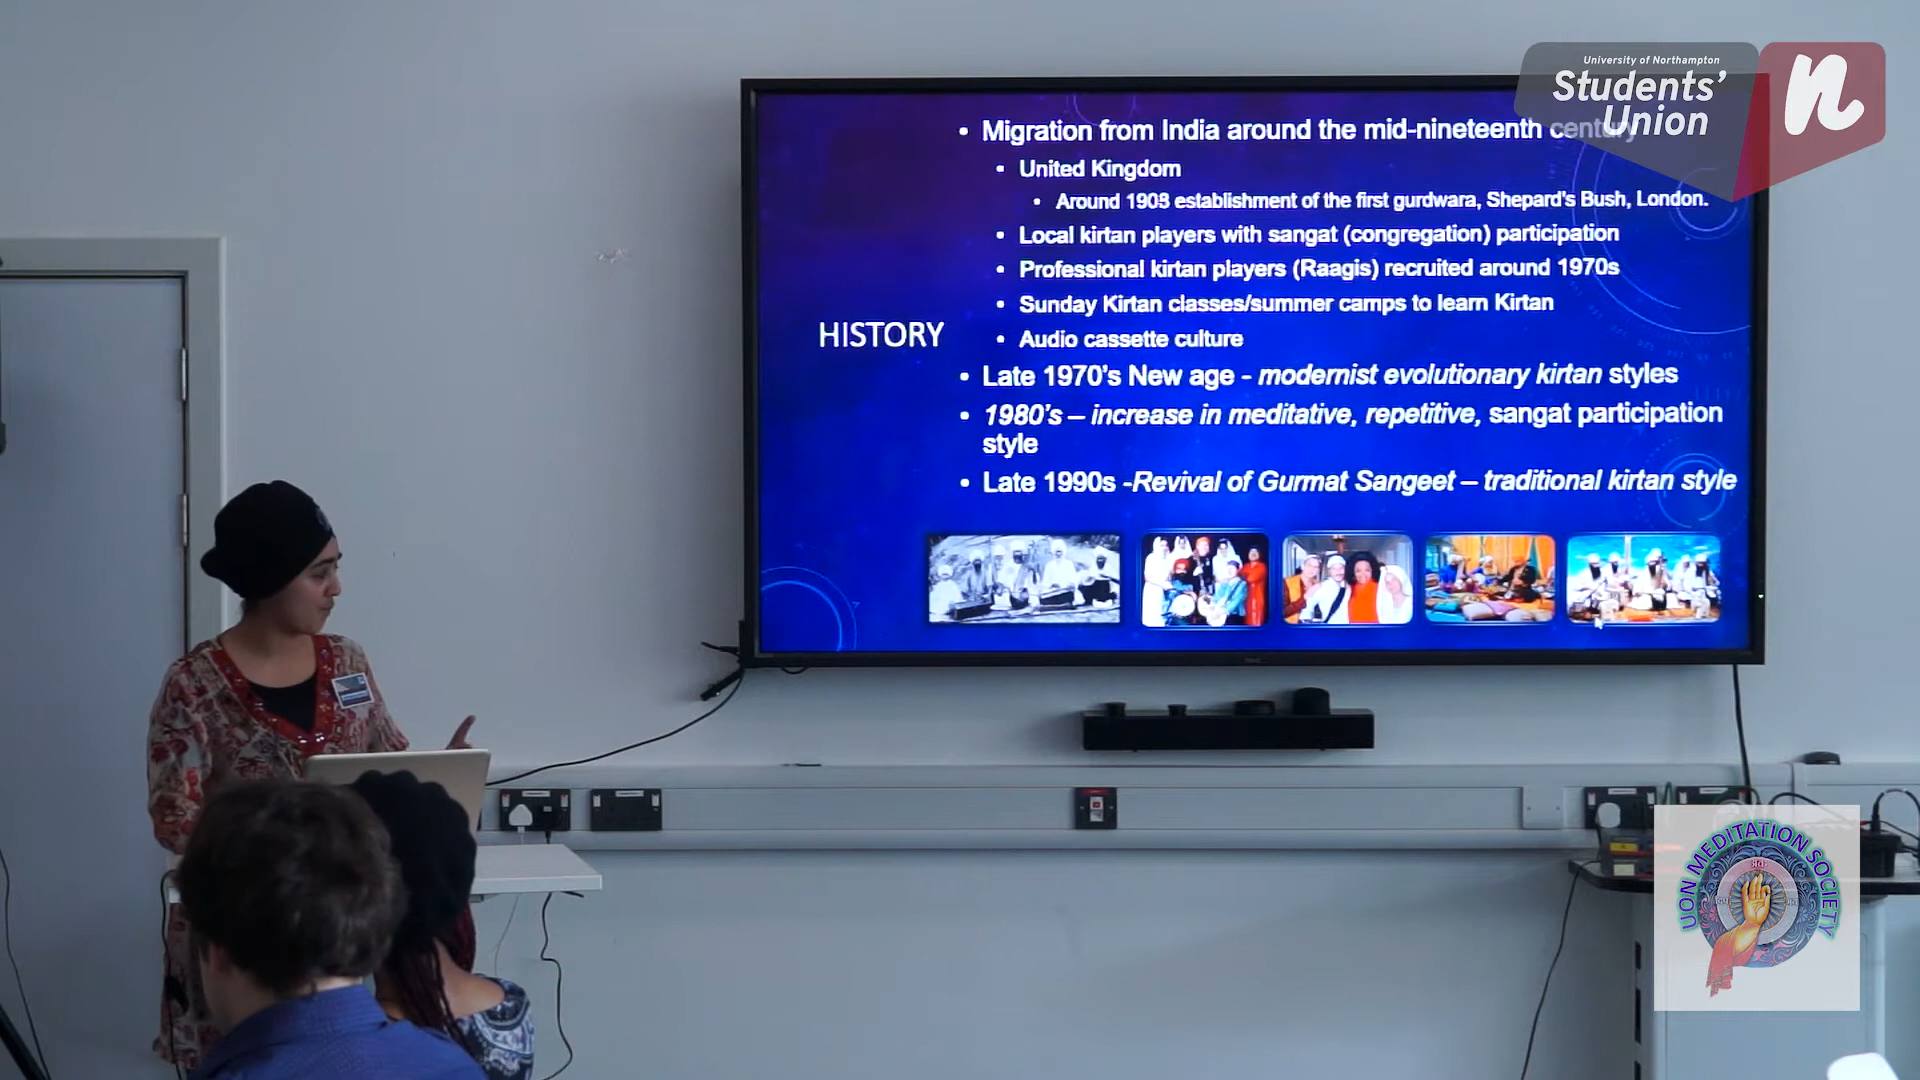 University of Northampton
Students'
Union
n
• Migration from India around the mid-nineteenth century
• United Kingdom
• Around 1908 establishment of the first gurdwara, Shepard's Bush, London.
• Local kirtan players with sangat (congregation) participation
• Professional kirtan players (Raagis) recruited around 1970s
• Sunday Kirtan classes/summer camps to learn Kirtan
HISTORY
• Audio cassette culture
• Late 1970's New age - modernist evolutionary kirtan styles
• 1980's – increase in meditative, repetitive, sangat participation
style
• Late 1990s -Revival of Gurmat Sangeet – traditional kirtan style
UON MEDITATION SOCIETY